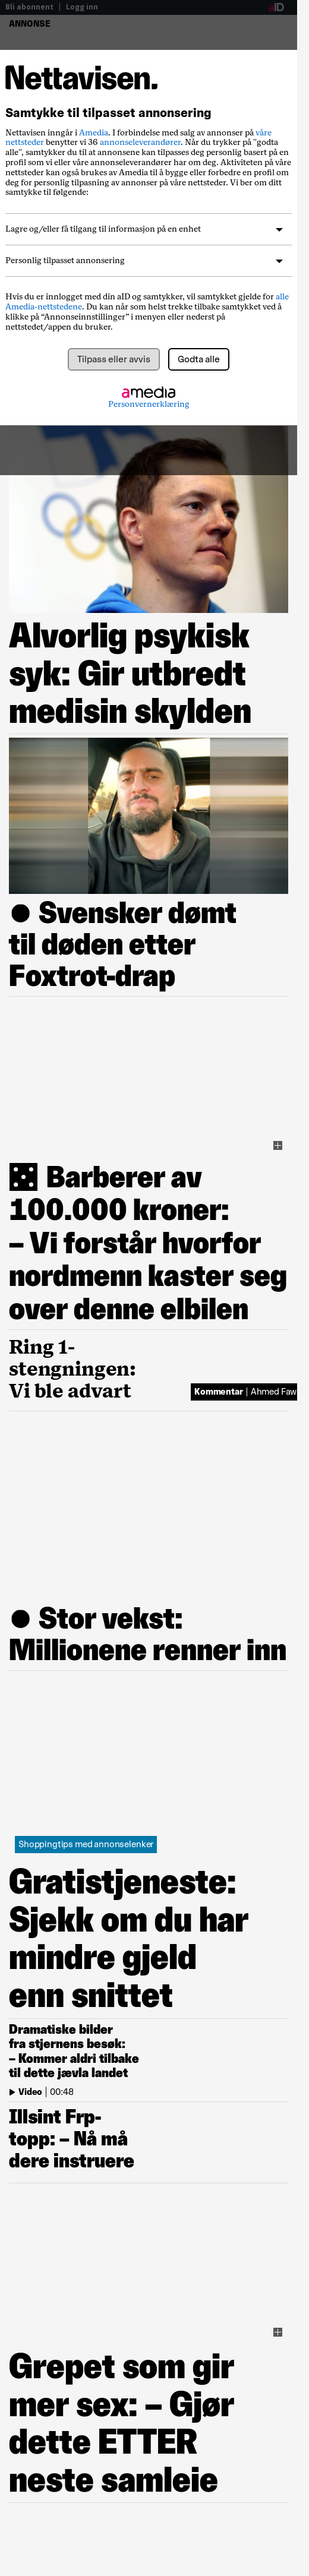 Bli abonnent | Logg inn
aID
ANNONSE
Nettavisen.
Samtykke til tilpasset annonsering
Nettavisen inngår i Amedia. I forbindelse med salg av annonser på våre
nettsteder benytter vi 36 annonseleverandører. Når du trykker på "godta
alle", samtykker du til at annonsene kan tilpasses deg personlig basert på en
profil som vi eller våre annonseleverandører har om deg. Aktiviteten på våre
nettsteder kan også brukes av Amedia til å bygge eller forbedre en profil om
deg for personlig tilpasning av annonser på våre nettsteder. Vi ber om ditt
samtykke til følgende:
Lagre og/eller få tilgang til informasjon på en enhet
Personlig tilpasset annonsering
Hvis du er innlogget med din aID og samtykker, vil samtykket gjelde for alle
Amedia-nettstedene. Du kan når som helst trekke tilbake samtykket ved å
klikke på “Annonseinnstillinger” i menyen eller nederst på
nettstedet/appen du bruker.
Tilpass eller avvis
Godta alle
amedia
Personvernerklæring
Alvorlig psykisk
syk: Gir utbredt
medisin skylden
● Svensker dømt
til døden etter
Foxtrot-drap
Barberer av
100.000 kroner:
– Vi forstår hvorfor
nordmenn kaster seg
over denne elbilen
Ring 1-
stengningen:
Vi ble advart
Kommentar | Ahmed Faw
● Stor vekst:
Millionene renner inn
Shoppingtips med annonselenker
Gratistjeneste:
Sjekk om du har
mindre gjeld
enn snittet
Dramatiske bilder
fra stjernens besøk:
– Kommer aldri tilbake
til dette jævla landet
Video | 00:48
Illsint Frp-
topp: – Nå må
dere instruere
Grepet som gir
mer sex: – Gjør
dette ETTER
neste samleie